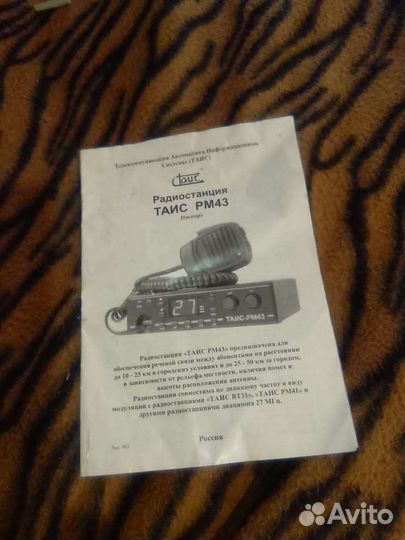 Телекоммуникации Автоматика Информационные
Системы (ТАИС)
Таис
Радиостанция
ТАИС РМ43
Паспорт
27
ТАИС-РМ43
Радиостанция «ТАИС РМ43» предназначена для
обеспечения речевой связи между абонентами на расстоянии
до 10 - 25 км в городских условиях и до 25 - 50 км за городом,
в зависимости от рельефа местности, наличия помех и
высоты расположения антенны.
Радиостанция совместима по диапазону частот и виду
модуляции с радиостанциями «ТАИС ВТ31», «ТАИС РМ41» и
другими радиостанциями диапазона 27 МГц.
Россия
Avito